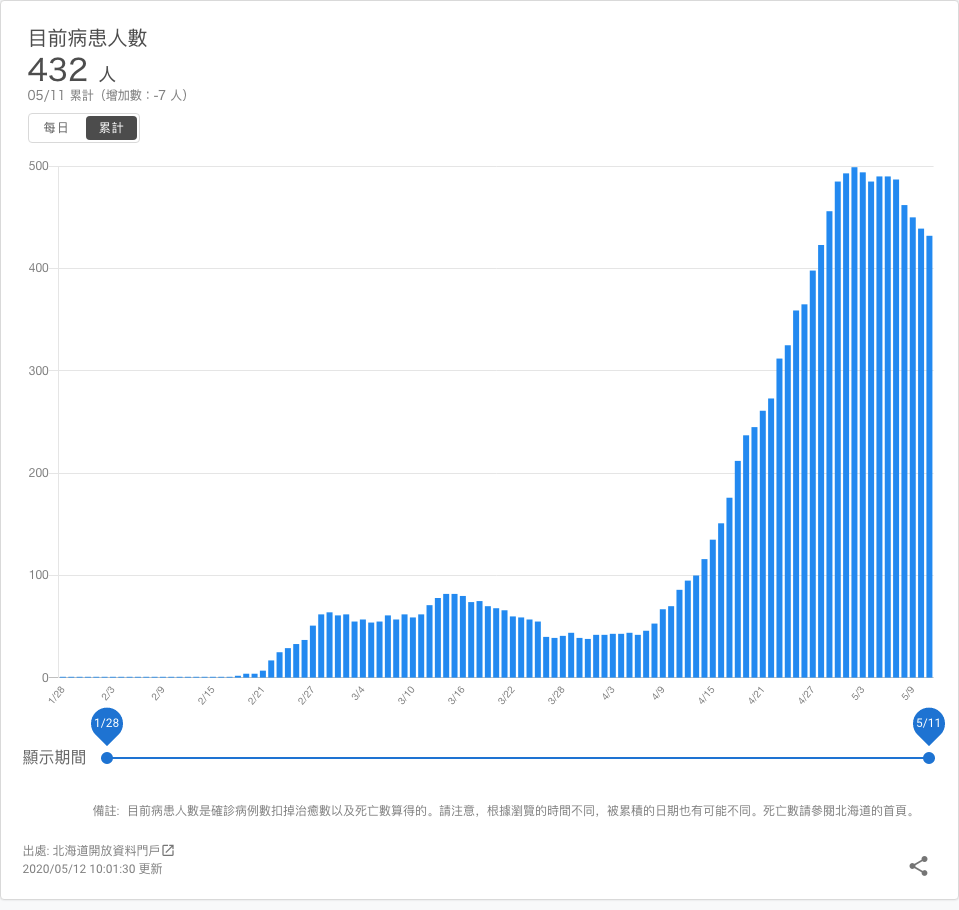 目前病患人數
432 人
05/11 累計（增加數：-7 人）
每日 累計
500
400
300
200
100
0
1/28 2/3 2/9 2/15 2/21 2/27 3/4 3/10 3/16 3/22 3/28 4/3 4/9 4/15 4/21 4/27 5/3 5/9
1/28 5/11
顯示期間
備註: 目前病患人數是確診病例數扣掉治癒數以及死亡數算得的。請注意，根據瀏覽的時間不同，被累積的日期也有可能不同。死亡數請參閱北海道的首頁。
出處: 北海道開放資料門戶
2020/05/12 10:01:30 更新